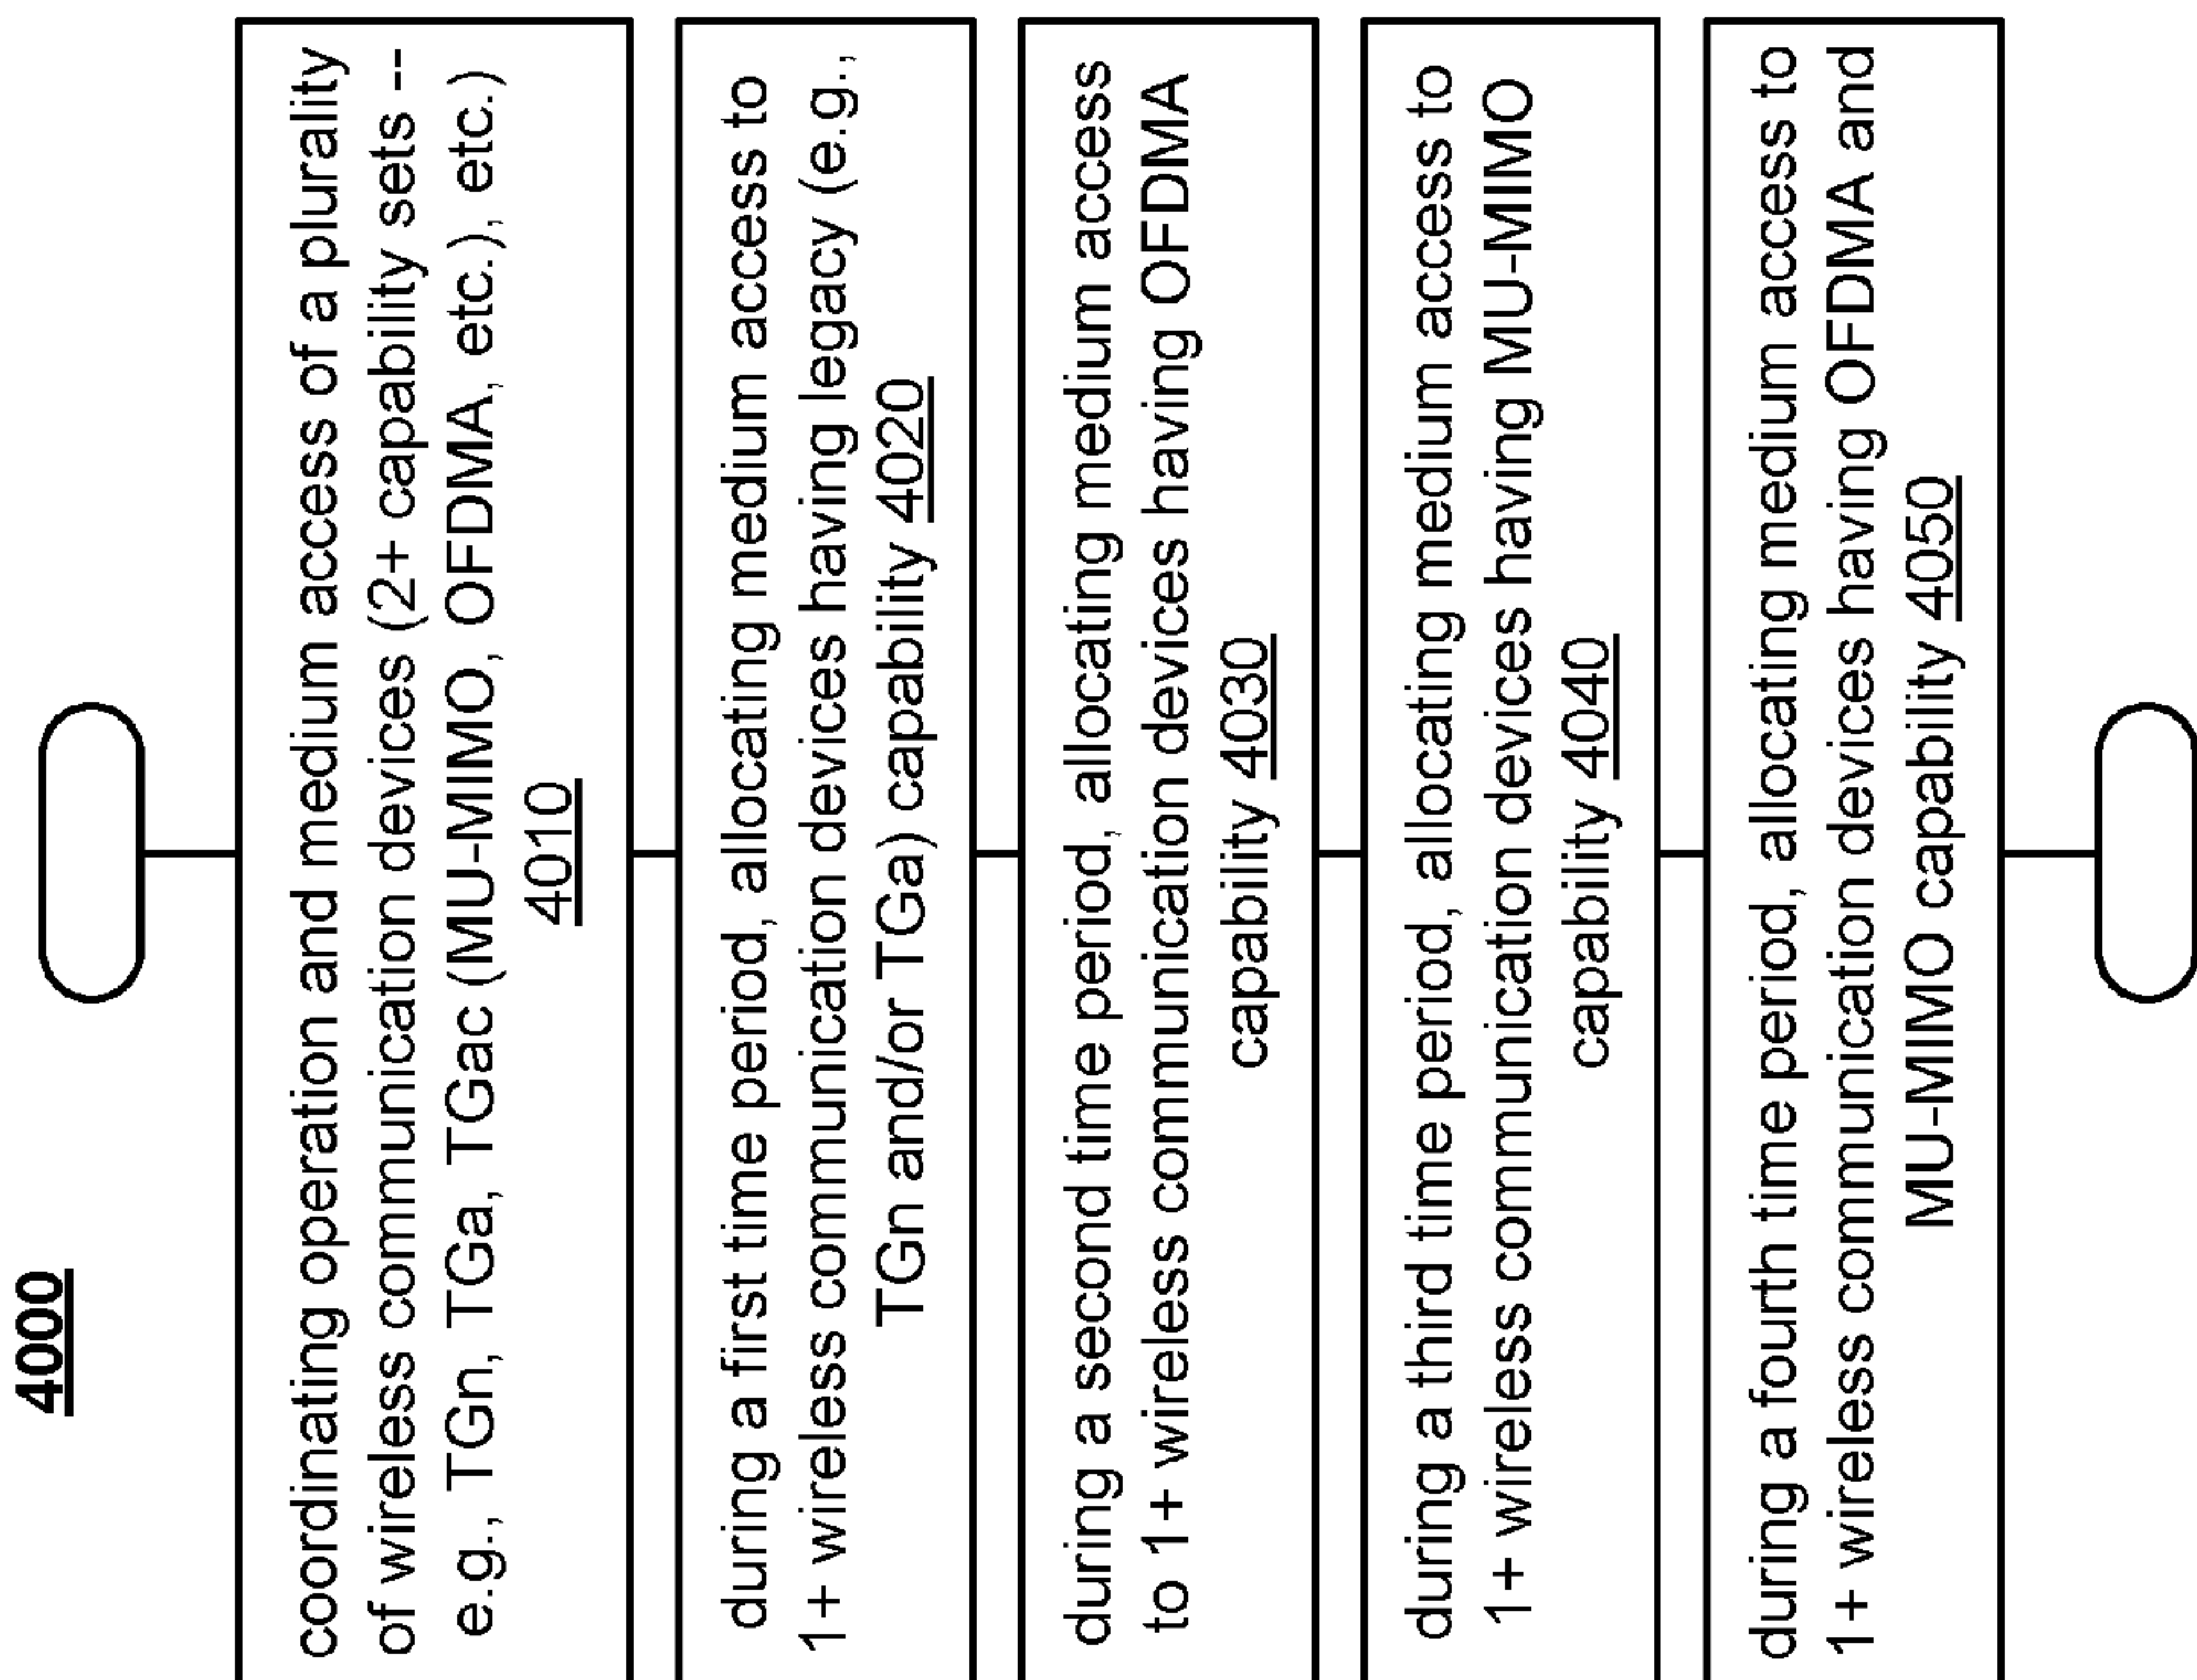 4000
coordinating operation and medium access of a plurality
of wireless communication devices (2+ capability sets --
e.g., TGn, TGa, TGac (MU-MIMO, OFDMA, etc.), etc.)
4010
during a first time period, allocating medium access to
1+ wireless communication devices having legacy (e.g.,
TGn and/or TGa) capability 4020
during a second time period, allocating medium access
to 1+ wireless communication devices having OFDMA
capability 4030
during a third time period, allocating medium access to
1+ wireless communication devices having MU-MIMO
capability 4040
during a fourth time period, allocating medium access to
1+ wireless communication devices having OFDMA and
MU-MIMO capability 4050